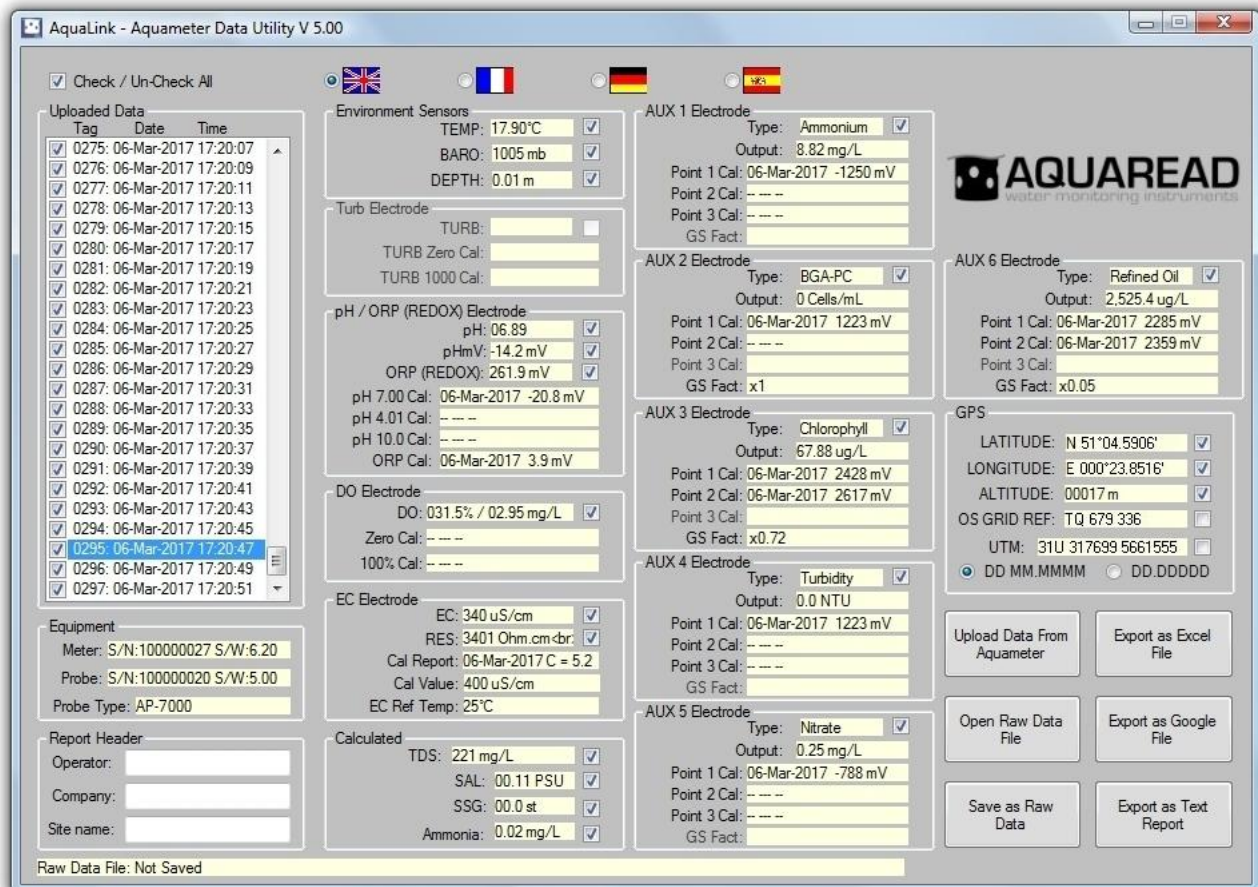 AquaLink - Aquameter Data Utility V 5.00
Check / Un-Check All
Uploaded Data
Tag Date Time
0275: 06-Mar-2017 17:20:07
0276: 06-Mar-2017 17:20:09
0277: 06-Mar-2017 17:20:11
0278: 06-Mar-2017 17:20:13
0279: 06-Mar-2017 17:20:15
0280: 06-Mar-2017 17:20:17
0281: 06-Mar-2017 17:20:19
0282: 06-Mar-2017 17:20:21
0283: 06-Mar-2017 17:20:23
0284: 06-Mar-2017 17:20:25
0285: 06-Mar-2017 17:20:27
0286: 06-Mar-2017 17:20:29
0287: 06-Mar-2017 17:20:31
0288: 06-Mar-2017 17:20:33
0289: 06-Mar-2017 17:20:35
0290: 06-Mar-2017 17:20:37
0291: 06-Mar-2017 17:20:39
0292: 06-Mar-2017 17:20:41
0293: 06-Mar-2017 17:20:43
0294: 06-Mar-2017 17:20:45
0295: 06-Mar-2017 17:20:47
0296: 06-Mar-2017 17:20:49
0297: 06-Mar-2017 17:20:51
Equipment
Meter: S/N:100000027 S/W:6.20
Probe: S/N:100000020 S/W:5.00
Probe Type: AP-7000
Report Header
Operator:
Company:
Site name:
Environment Sensors
TEMP: 17.90°C
BARO: 1005 mb
DEPTH: 0.01 m
Turb Electrode
TURB:
TURB Zero Cal:
TURB 1000 Cal:
pH / ORP (REDOX) Electrode
pH: 06.89
pHmV: -14.2 mV
ORP (REDOX): 261.9 mV
pH 7.00 Cal: 06-Mar-2017 -20.8 mV
pH 4.01 Cal: -- --- --
pH 10.0 Cal: -- --- --
ORP Cal: 06-Mar-2017 3.9 mV
DO Electrode
DO: 031.5% / 02.95 mg/L
Zero Cal: -- --- --
100% Cal: -- --- --
EC Electrode
EC: 340 uS/cm
RES: 3401 Ohm.cm<br:
Cal Report: 06-Mar-2017 C = 5.2
Cal Value: 400 uS/cm
EC Ref Temp: 25°C
Calculated
TDS: 221 mg/L
SAL: 00.11 PSU
SSG: 00.0 st
Ammonia: 0.02 mg/L
AUX 1 Electrode
Type: Ammonium
Output: 8.82 mg/L
Point 1 Cal: 06-Mar-2017 -1250 mV
Point 2 Cal: -- --- --
Point 3 Cal: -- --- --
GS Fact:
AUX 2 Electrode
Type: BGA-PC
Output: 0 Cells/mL
Point 1 Cal: 06-Mar-2017 1223 mV
Point 2 Cal: -- --- --
Point 3 Cal:
GS Fact: x1
AUX 3 Electrode
Type: Chlorophyll
Output: 67.88 ug/L
Point 1 Cal: 06-Mar-2017 2428 mV
Point 2 Cal: 06-Mar-2017 2617 mV
Point 3 Cal:
GS Fact: x0.72
AUX 4 Electrode
Type: Turbidity
Output: 0.0 NTU
Point 1 Cal: 06-Mar-2017 1223 mV
Point 2 Cal: -- --- --
Point 3 Cal: -- --- --
GS Fact:
AUX 5 Electrode
Type: Nitrate
Output: 0.25 mg/L
Point 1 Cal: 06-Mar-2017 -788 mV
Point 2 Cal: -- --- --
Point 3 Cal: -- --- --
GS Fact:
AQUAREAD
water monitoring instruments
AUX 6 Electrode
Type: Refined Oil
Output: 2,525.4 ug/L
Point 1 Cal: 06-Mar-2017 2285 mV
Point 2 Cal: 06-Mar-2017 2359 mV
Point 3 Cal:
GS Fact: x0.05
GPS
LATITUDE: N 51°04.5906'
LONGITUDE: E 000°23.8516'
ALTITUDE: 00017 m
OS GRID REF: TQ 679 336
UTM: 31U 317699 5661555
DD MM.MMMM DD.DDDDD
Upload Data From
Aquameter
Export as Excel
File
Open Raw Data
File
Export as Google
File
Save as Raw
Data
Export as Text
Report
Raw Data File: Not Saved